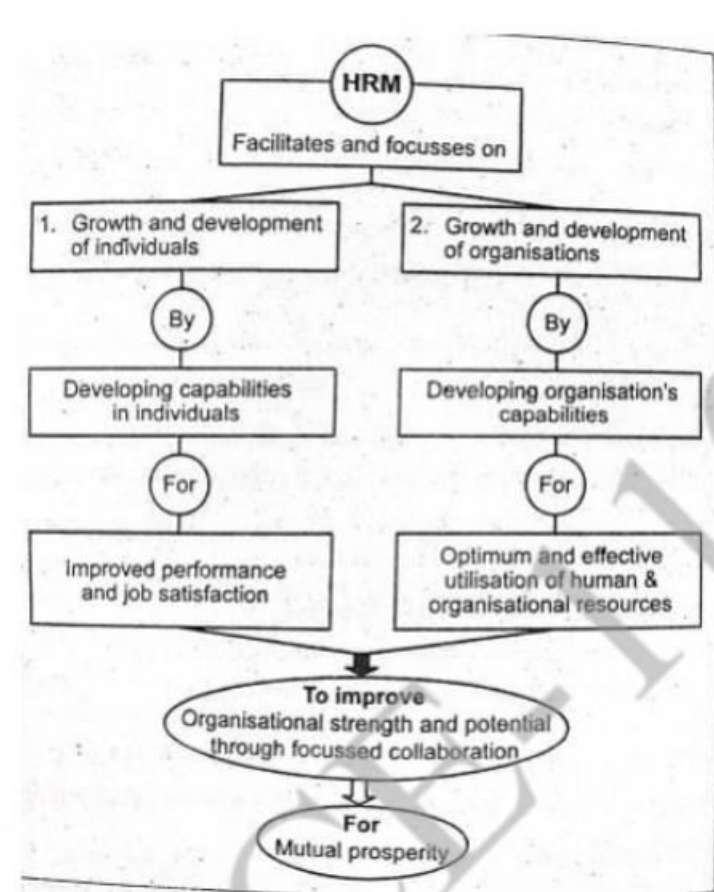 HRM
Facilitates and focusses on
1. Growth and development
of individuals
2. Growth and development
of organisations
By
By
Developing capabilities
in individuals
Developing organisation's
capabilities
For
For
Improved performance
and job satisfaction
Optimum and effective
utilisation of human &
organisational resources
To improve
Organisational strength and potential
through focussed collaboration
For
Mutual prosperity